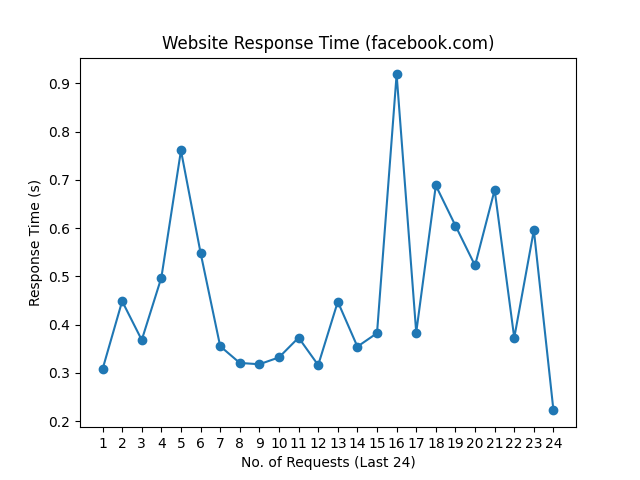 Website Response Time (facebook.com)
Response Time (s)
0.9
0.8
0.7
0.6
0.5
0.4
0.3
0.2
1 2 3 4 5 6 7 8 9 10 11 12 13 14 15 16 17 18 19 20 21 22 23 24
No. of Requests (Last 24)